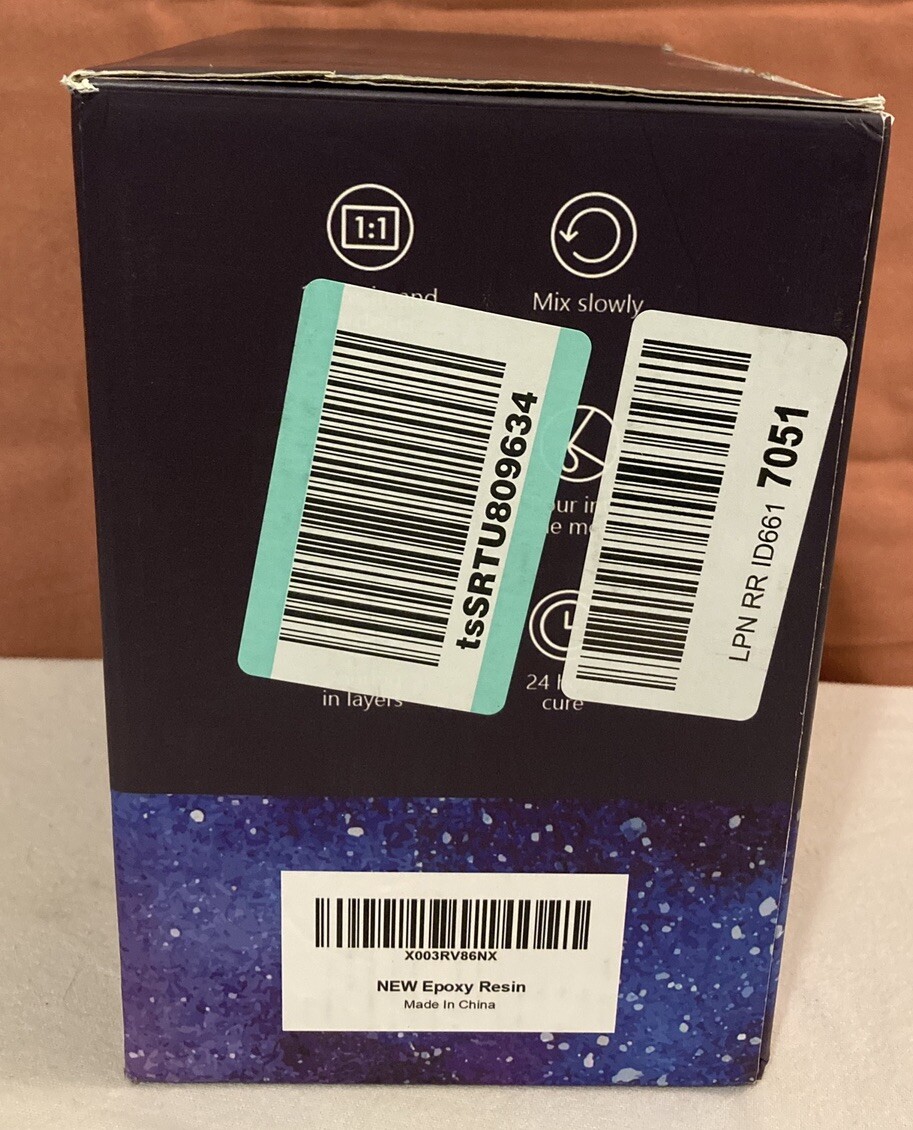 1:1
and
Mix slowly
tsSRTU809634
LPN RR ID661 7051
in layers
24
cure
X003RV86NX
NEW Epoxy Resin
Made In China